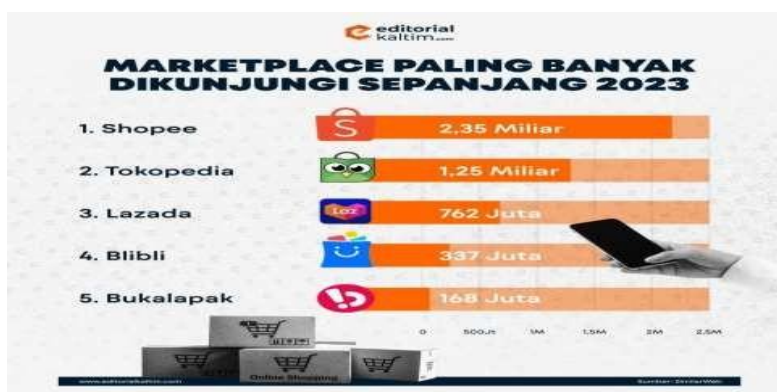 editorial
kaltim.com
MARKETPLACE PALING BANYAK
DIKUNJUNGI SEPANJANG 2023
1. Shopee
S
2,35 Miliar
2. Tokopedia
1,25 Miliar
3. Lazada
Laz
762 Juta
4. Blibli
337 Juta
5. Bukalapak
168 Juta
0 500Jt 1M 1.5M 2M 2.5M
Online Shopping
www.editorialkaltim.com
Sumber: SimilarWeb